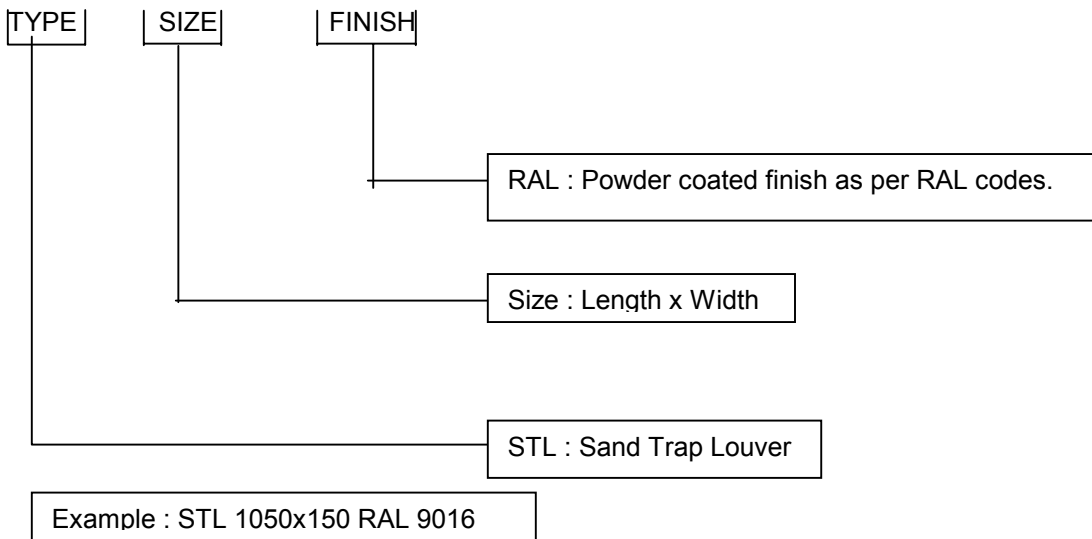 TYPE SIZE FINISH
RAL : Powder coated finish as per RAL codes.
Size : Length x Width
STL : Sand Trap Louver
Example : STL 1050x150 RAL 9016